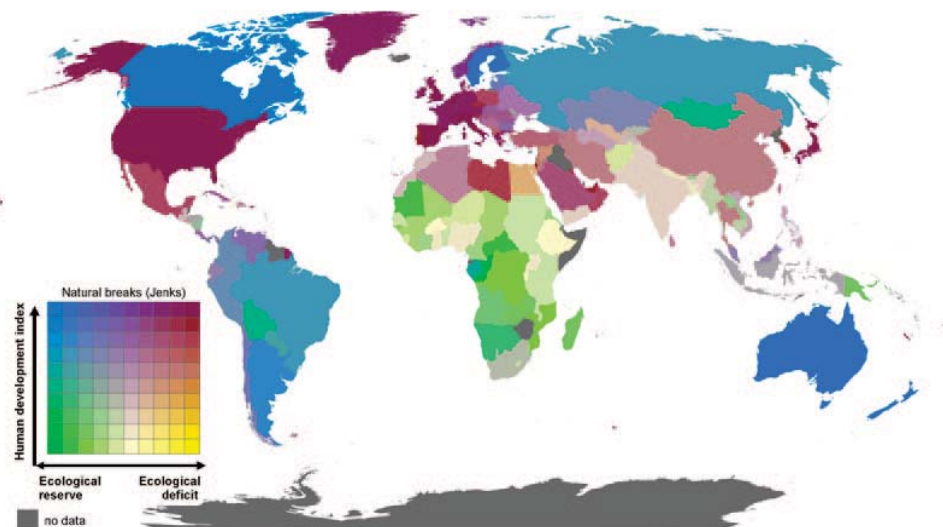 Natural breaks (Jenks)
Human development index
Ecological
reserve
Ecological
deficit
no data